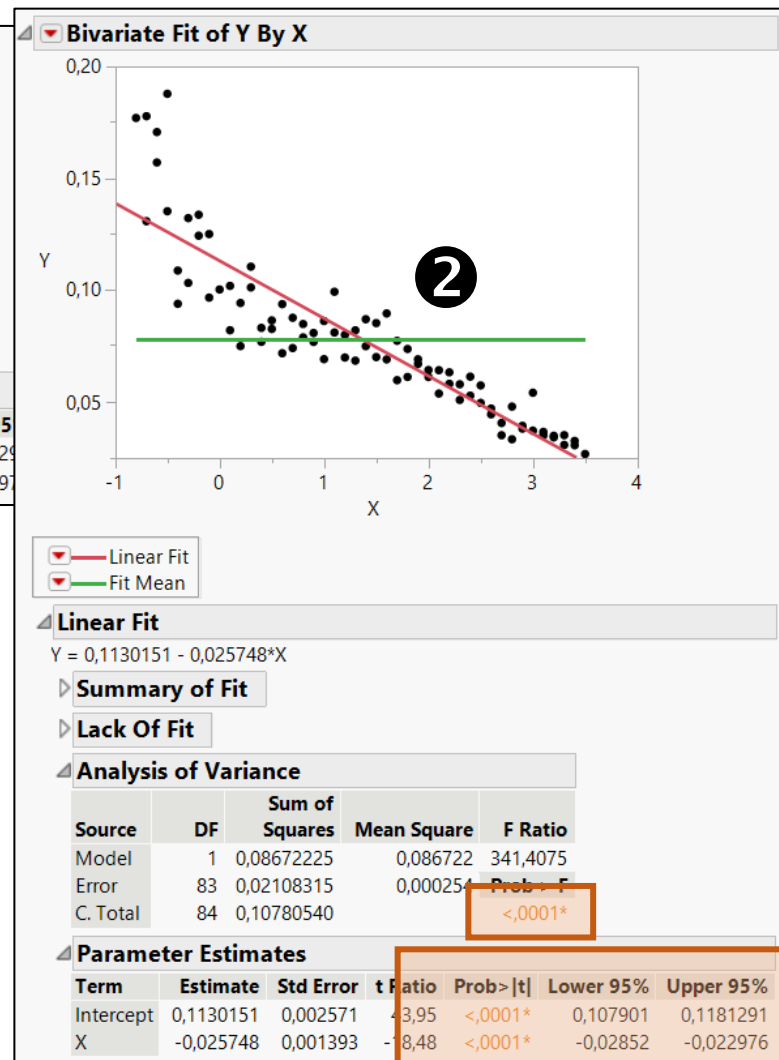 Bivariate Fit of Y By X
0,20
0,15
Y
0,10
❷
0,05
-1 0 1 2 3 4
X
5
29
97
Linear Fit
Fit Mean
Linear Fit
Y = 0,1130151 - 0,025748*X
Summary of Fit
Lack Of Fit
Analysis of Variance
Sum of
Source DF Squares Mean Square F Ratio
Model 1 0,08672225 0,086722 341,4075
Error 83 0,02108315 0,000254 Prob > F
C. Total 84 0,10780540 <,0001*
Parameter Estimates
Term Estimate Std Error t Ratio Prob>|t| Lower 95% Upper 95%
Intercept 0,1130151 0,002571 43,95 <,0001* 0,107901 0,1181291
X -0,025748 0,001393 -18,48 <,0001* -0,02852 -0,022976